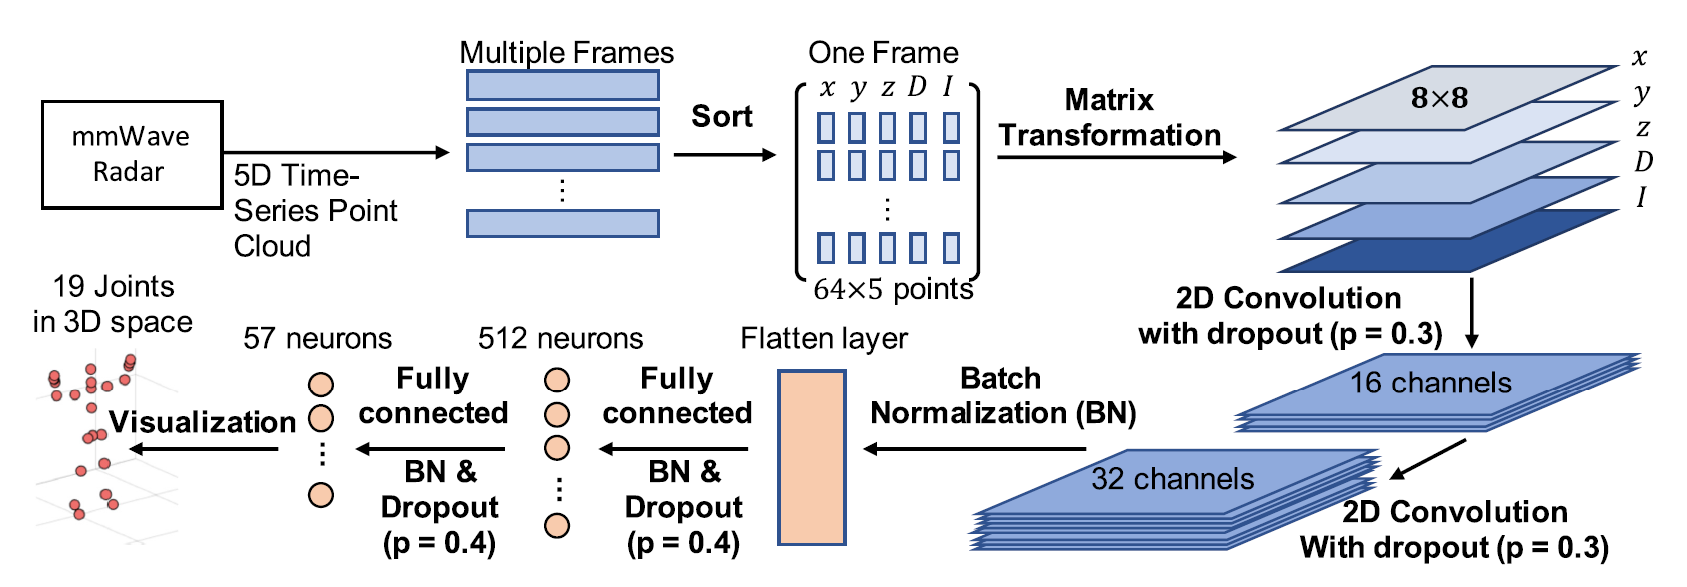 mmWave
Radar
5D Time-
Series Point
Cloud
Multiple Frames
⋮
Sort
One Frame
x y z D I
⋮
64×5 points
Matrix
Transformation
8×8
x
y
z
D
I
2D Convolution
with dropout (p = 0.3)
16 channels
2D Convolution
With dropout (p = 0.3)
32 channels
Batch
Normalization (BN)
Flatten layer
Fully
connected
BN &
Dropout
(p = 0.4)
512 neurons
⋮
Fully
connected
BN &
Dropout
(p = 0.4)
57 neurons
⋮
Visualization
19 Joints
in 3D space